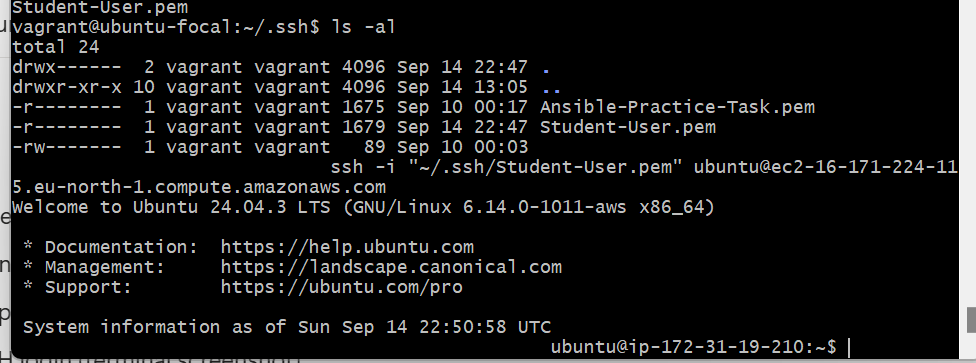 Student-User.pem
vagrant@ubuntu-focal:~/.ssh$ ls -al
total 24
drwx------  2 vagrant vagrant 4096 Sep 14 22:47 .
drwxr-xr-x 10 vagrant vagrant 4096 Sep 14 13:05 ..
-r--------  1 vagrant vagrant 1675 Sep 10 00:17 Ansible-Practice-Task.pem
-r--------  1 vagrant vagrant 1679 Sep 14 22:47 Student-User.pem
-rw-------  1 vagrant vagrant   89 Sep 10 00:03
ssh -i "~/.ssh/Student-User.pem" ubuntu@ec2-16-171-224-11
5.eu-north-1.compute.amazonaws.com
Welcome to Ubuntu 24.04.3 LTS (GNU/Linux 6.14.0-1011-aws x86_64)
* Documentation:  https://help.ubuntu.com
* Management:     https://landscape.canonical.com
* Support:        https://ubuntu.com/pro
System information as of Sun Sep 14 22:50:58 UTC
ubuntu@ip-172-31-19-210:~$